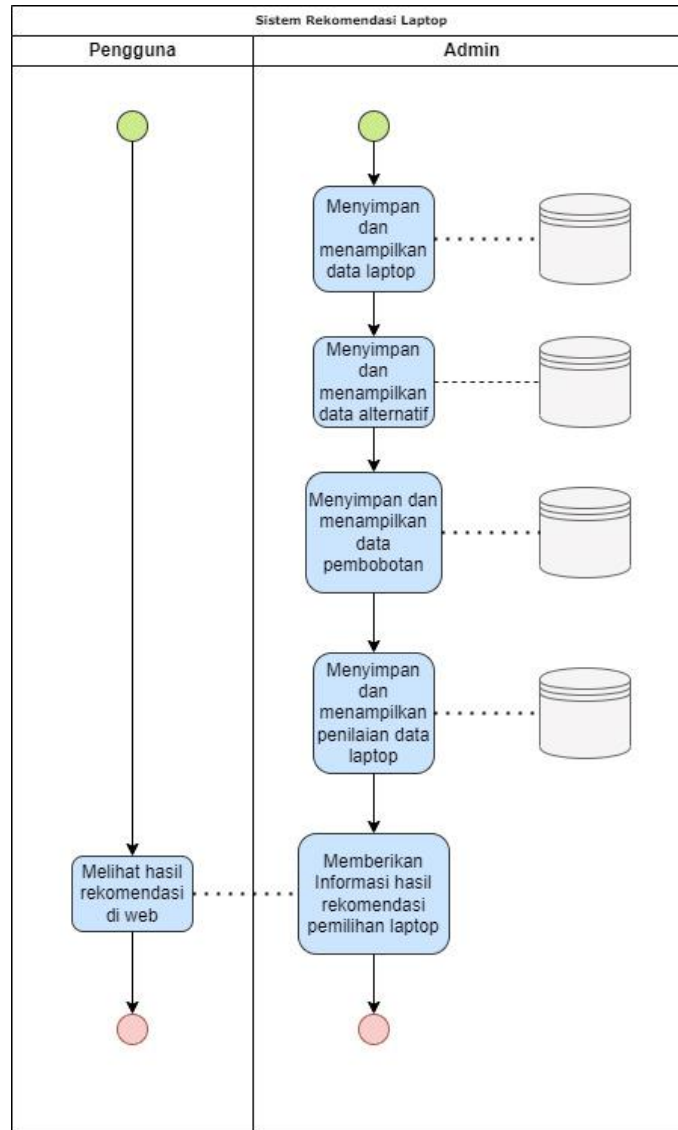 Sistem Rekomendasi Laptop
Pengguna
Admin
Menyimpan
dan
menampilkan
data laptop
Menyimpan
dan
menampilkan
data alternatif
Menyimpan dan
menampilkan
data
pembobotan
Menyimpan
dan
menampilkan
penilaian data
laptop
Melihat hasil
rekomendasi
di web
Memberikan
Informasi hasil
rekomendasi
pemilihan laptop